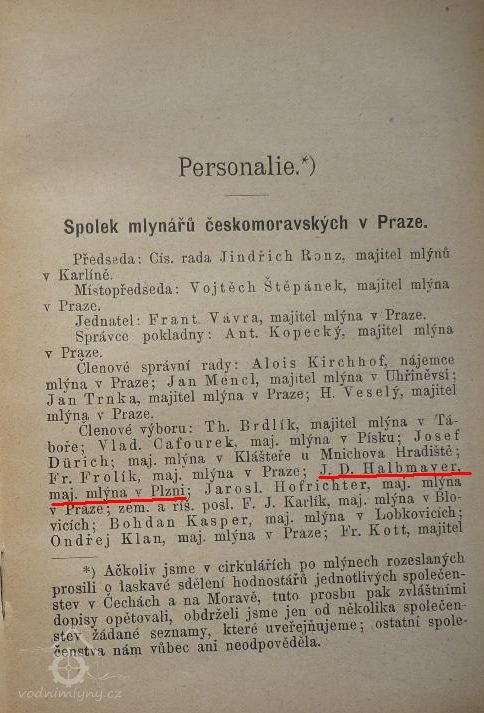 Personalie.*)
Spolek mlynářů českomoravských v Praze.
Předseda: Cís. rada Jindřich Ronz, majitel mlýnů
v Karlíně.
Místopředseda: Vojtěch Štěpánek, majitel mlýna
v Praze.
Jednatel: Frant. Vávra, majitel mlýna v Praze.
Správce pokladny: Ant. Kopecký, majitel mlýna
v Praze.
Členové správní rady: Alois Kirchhof, nájemce
mlýna v Praze; Jan Mencl, majitel mlýna v Uhříněvsi;
Jan Trnka, majitel mlýna v Praze; H. Veselý, majitel
mlýna v Praze.
Členové výboru: Th. Brdlík, majitel mlýna v Tá-
boře; Vlad. Cafourek, maj. mlýna v Písku; Josef
Dürich; maj. mlýna v Klášteře u Mnichova Hradiště;
Fr. Frolík, maj. mlýna v Praze; J. D. Halbmayer,
maj. mlýna v Plzni; Jarosl. Hofrichter, maj. mlýna
v Praze; zem. a říš. posl. F. J. Karlík, maj. mlýna v Blo-
vicích; Bohdan Kasper, maj. mlýna v Lobkovicích;
Ondřej Klan, maj. mlýna v Praze; Fr. Kott, majitel
*) Ačkoliv jsme v cirkulářích po mlýnech rozeslaných
prosili o laskavé sdělení hodnostářů jednotlivých společen-
stev v Čechách a na Moravě, tuto prosbu pak zvláštními
dopisy opětovali, obdrželi jsme jen od několika společen-
stev žádané seznamy, které uveřejňujeme; ostatní spole-
čenstva nám vůbec ani neodpověděla.
vodnimlyny.cz